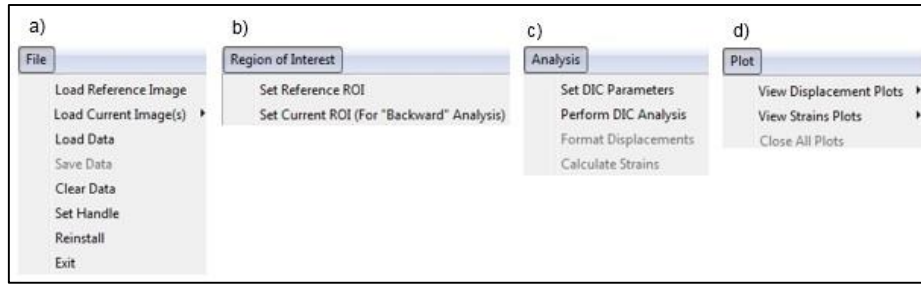 a)
File
Load Reference Image
Load Current Image(s)
Load Data
Save Data
Clear Data
Set Handle
Reinstall
Exit
b)
Region of Interest
Set Reference ROI
Set Current ROI (For "Backward" Analysis)
c)
Analysis
Set DIC Parameters
Perform DIC Analysis
Format Displacements
Calculate Strains
d)
Plot
View Displacement Plots
View Strains Plots
Close All Plots